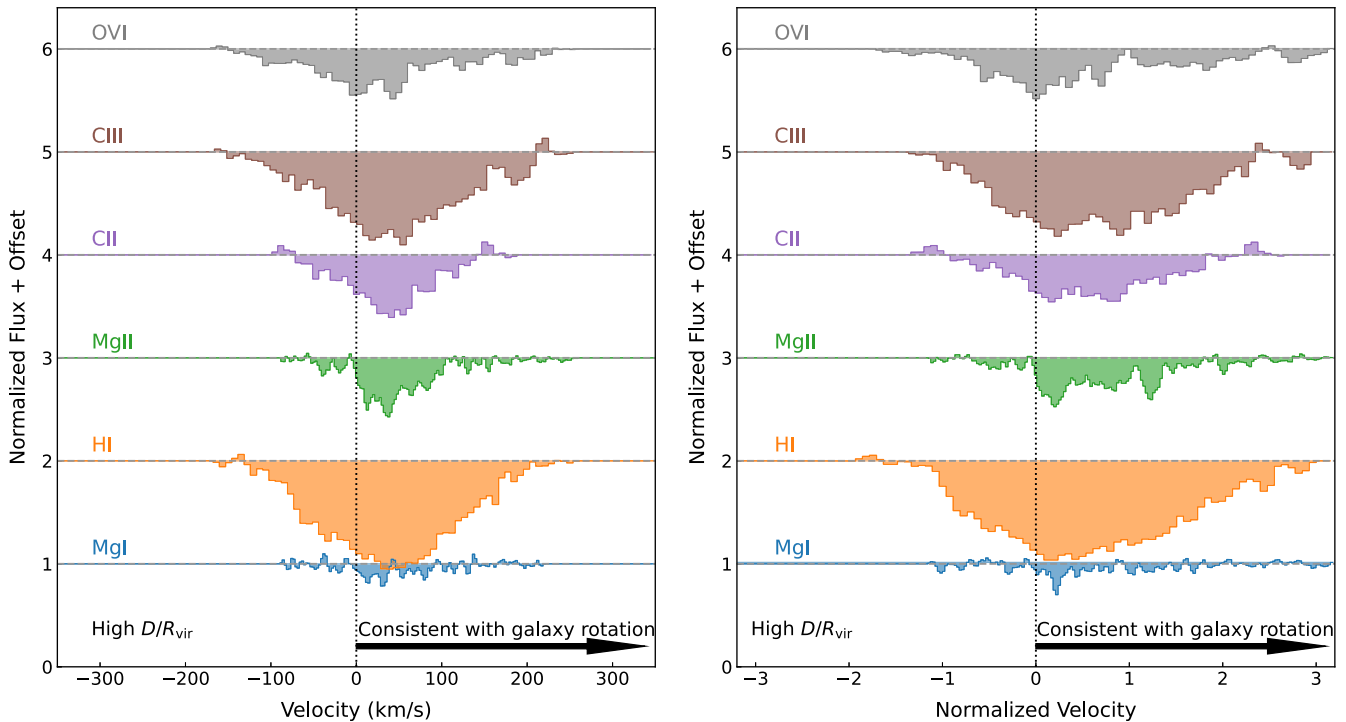 OVI
CIII
CII
MgII
HI
MgI
High D/Rvir
Consistent with galaxy rotation
0
1
2
3
4
5
6
−300
−200
−100
0
100
200
300
Normalized Flux + Offset
Velocity (km/s)
OVI
CIII
CII
MgII
HI
MgI
High D/Rvir
Consistent with galaxy rotation
0
1
2
3
4
5
6
−3
−2
−1
0
1
2
3
Normalized Flux + Offset
Normalized Velocity